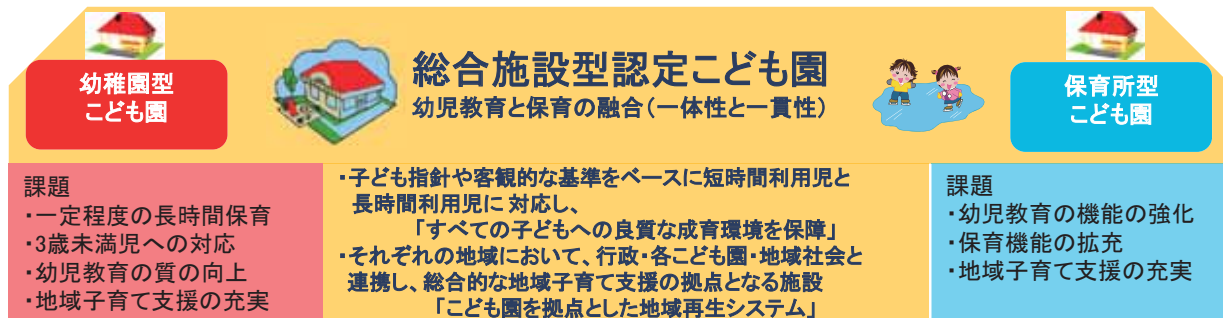 幼稚園型
こども園
総合施設型認定こども園
幼児教育と保育の融合(一体性と一貫性)
保育所型
こども園
課題
・一定程度の長時間保育
・3歳未満児への対応
・幼児教育の質の向上
・地域子育て支援の充実
・子ども指針や客観的な基準をベースに短時間利用児と
長時間利用児に 対応し、
「すべての子どもへの良質な成育環境を保障」
・それぞれの地域において、行政・各こども園・地域社会と
連携し、総合的な地域子育て支援の拠点となる施設
「こども園を拠点とした地域再生システム」
課題
・幼児教育の機能の強化
・保育機能の拡充
・地域子育て支援の充実